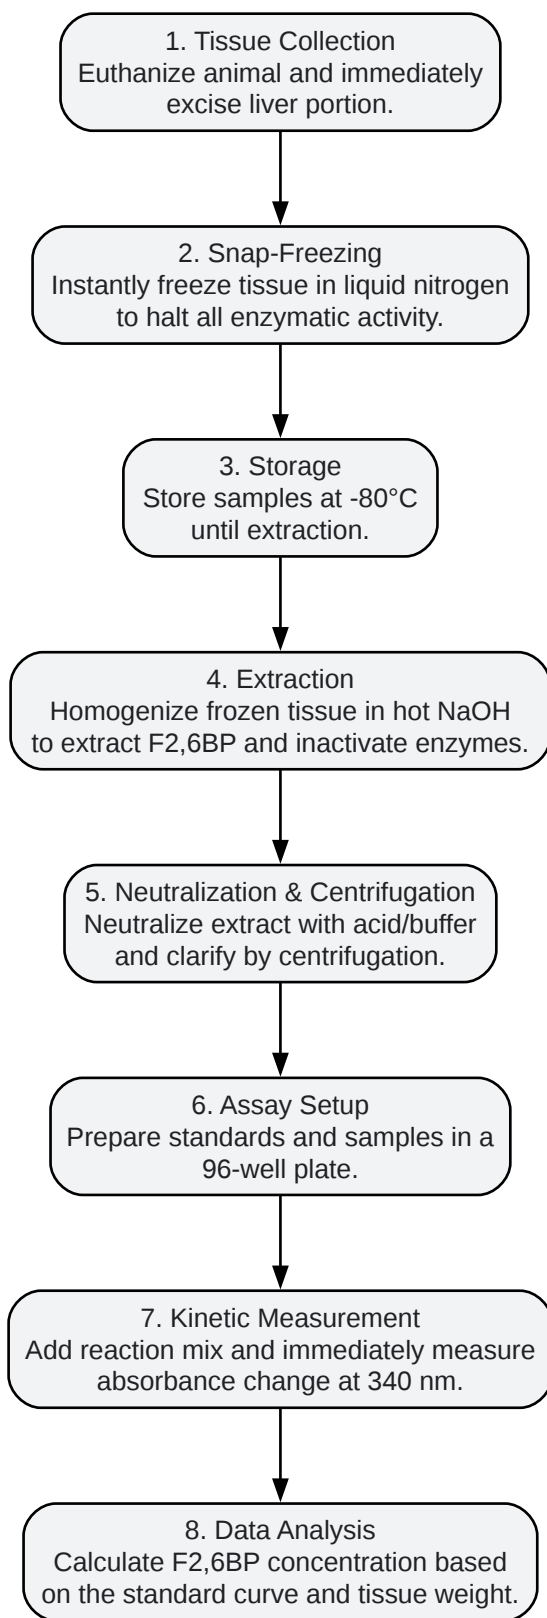 1. Tissue Collection
Euthanize animal and immediately
excise liver portion.
2. Snap-Freezing
Instantly freeze tissue in liquid nitrogen
to halt all enzymatic activity.
3. Storage
Store samples at -80°C
until extraction.
4. Extraction
Homogenize frozen tissue in hot NaOH
to extract F2,6BP and inactivate enzymes.
5. Neutralization & Centrifugation
Neutralize extract with acid/buffer
and clarify by centrifugation.
6. Assay Setup
Prepare standards and samples in a
96-well plate.
7. Kinetic Measurement
Add reaction mix and immediately measure
absorbance change at 340 nm.
8. Data Analysis
Calculate F2,6BP concentration based
on the standard curve and tissue weight.